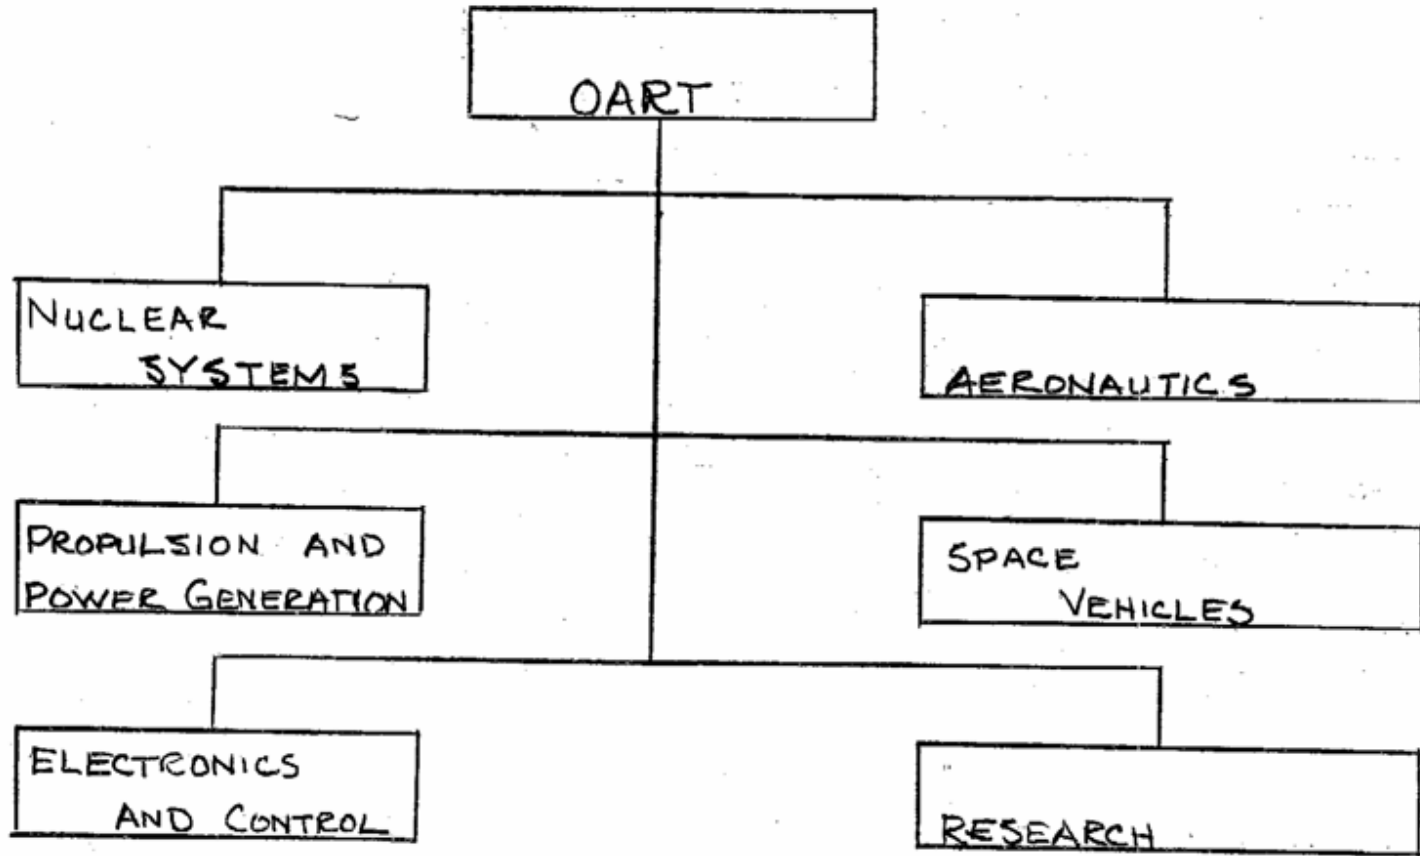 OART
NUCLEAR
SYSTEMS
AERONAUTICS
PROPULSION AND
POWER GENERATION
SPACE
VEHICLES
ELECTRONICS
AND CONTROL
RESEARCH